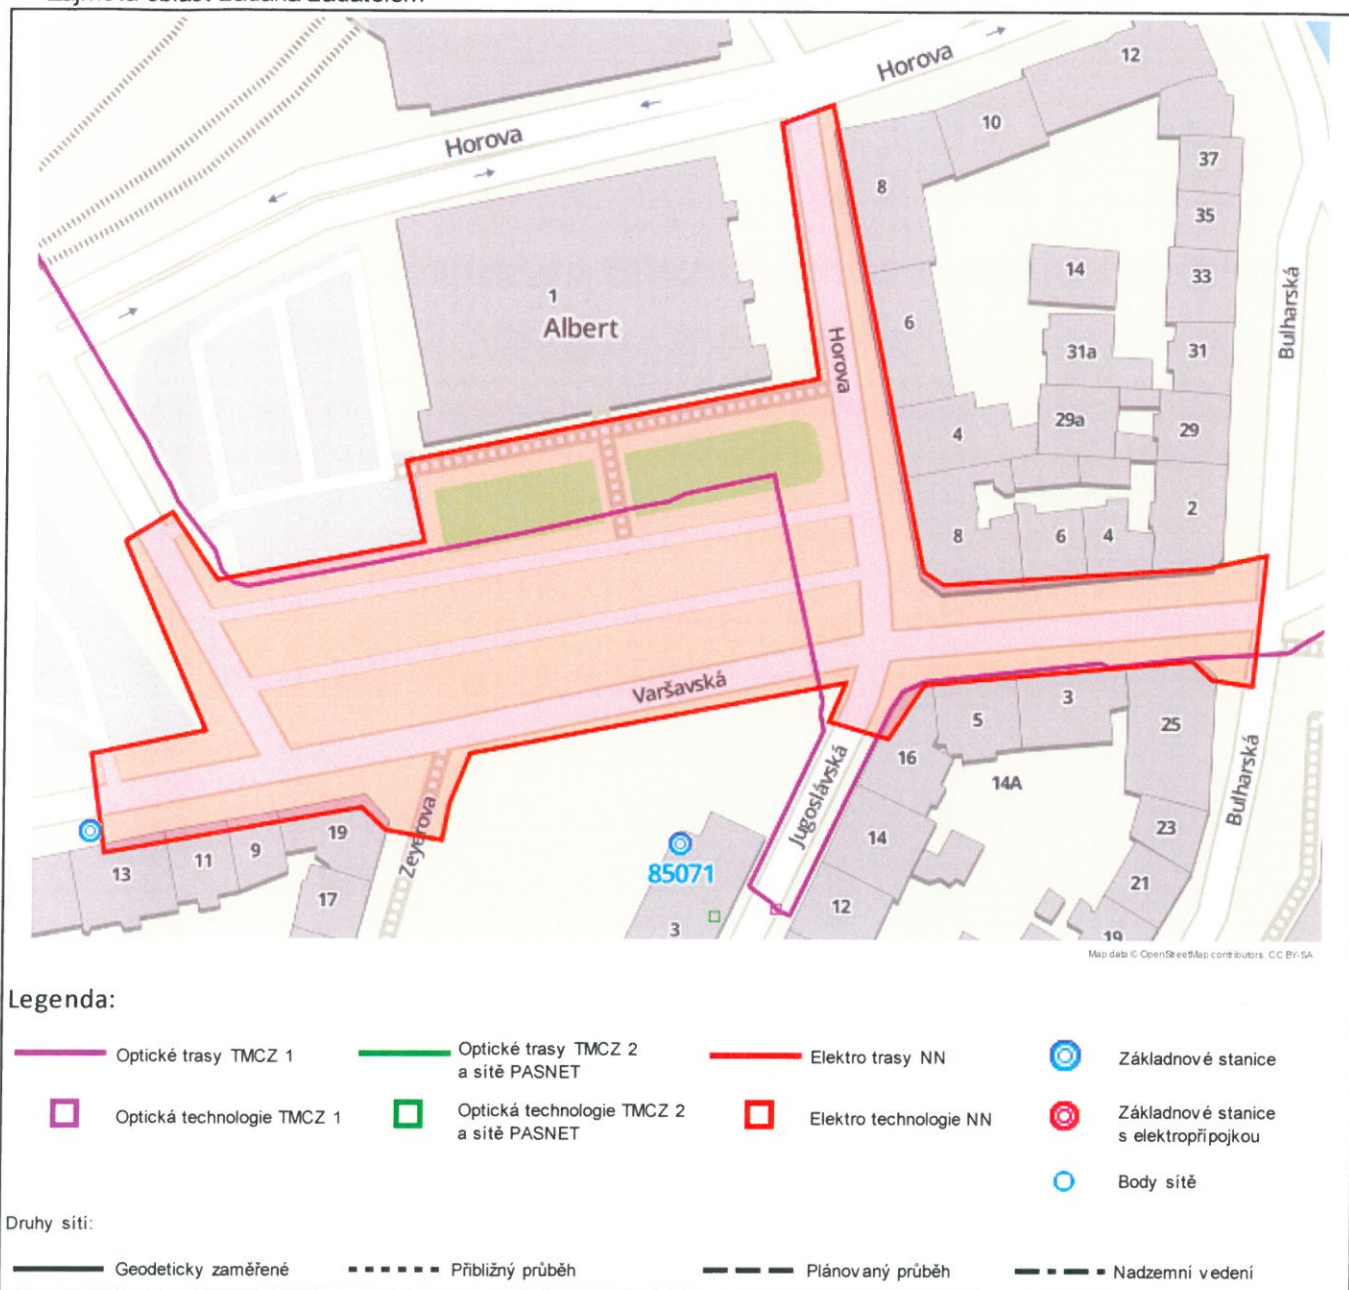 Horova
12
Horova
10
8
37
35
1
Albert
14
33
6
Horova
31a
31
Bulharská
4
29a
29
8
6
4
2
Varšavská
5
3
25
16
14A
Jugoslávská
Bulharská
Zeyerova
19
9
11
13
17
85071
14
23
21
3
12
19
Map data © OpenStreetMap contributors. CC BY-SA
Legenda:
Optické trasy TMCZ 1
Optické trasy TMCZ 2
a sítě PASNET
Elektro trasy NN
Základnové stanice
Optická technologie TMCZ 1
Optická technologie TMCZ 2
a sítě PASNET
Elektro technologie NN
Základnové stanice
s elektropřípojkou
Body sítě
Druhy sítí:
Geodeticky zaměřené
Přibližný průběh
Plánovaný průběh
Nadzemní vedení